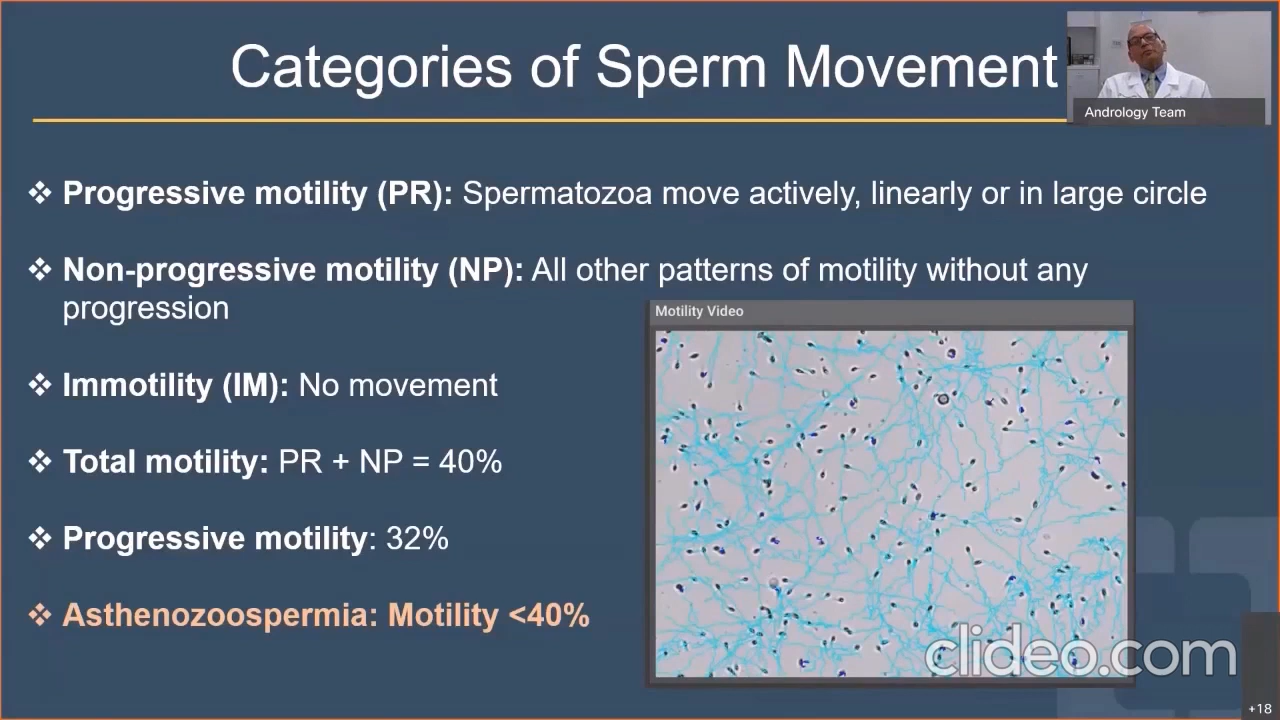 Categories of Sperm Movement
Andrology Team
❖ Progressive motility (PR): Spermatozoa move actively, linearly or in large circle
❖ Non-progressive motility (NP): All other patterns of motility without any
progression
Motility Video
❖ Immotility (IM): No movement
❖ Total motility: PR + NP = 40%
❖ Progressive motility: 32%
❖ Asthenozoospermia: Motility <40%
clideo.com
+18